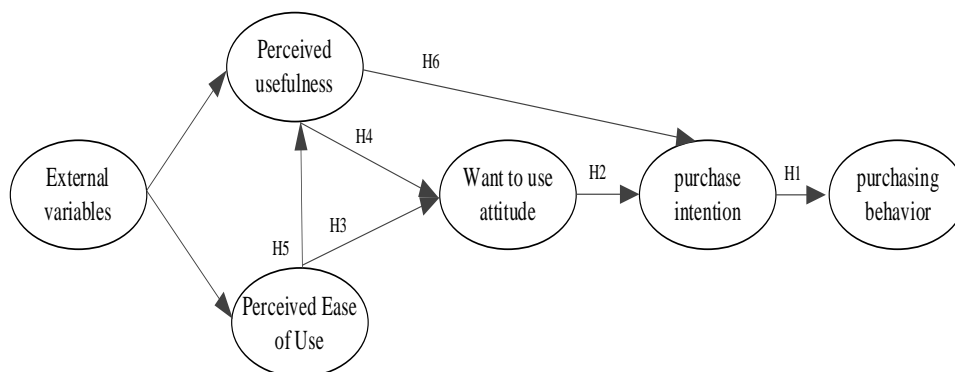 Perceived
usefulness
H6
H4
External
variables
Want to use
attitude
H2
purchase
intention
H1
purchasing
behavior
H3
H5
Perceived Ease
of Use